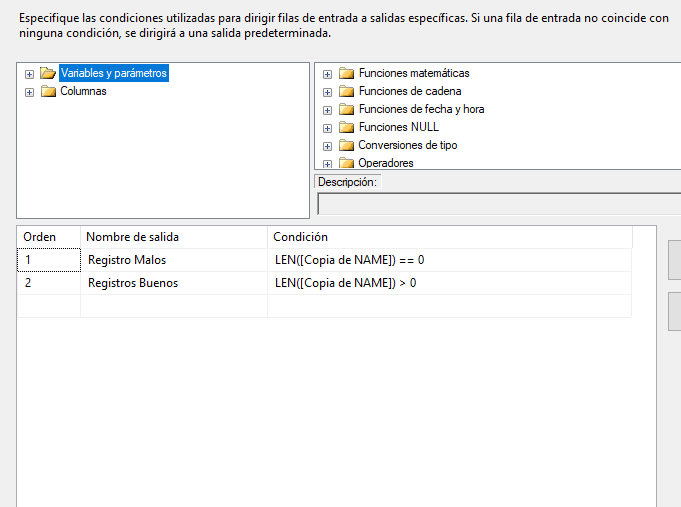 Especifique las condiciones utilizadas para dirigir filas de entrada a salidas específicas. Si una fila de entrada no coincide con
ninguna condición, se dirigirá a una salida predeterminada.
Variables y parámetros
Columnas
Funciones matemáticas
Funciones de cadena
Funciones de fecha y hora
Funciones NULL
Conversiones de tipo
Operadores
Descripción:
Orden Nombre de salida Condición
1 Registro Malos LEN([Copia de NAME]) == 0
2 Registros Buenos LEN([Copia de NAME]) > 0